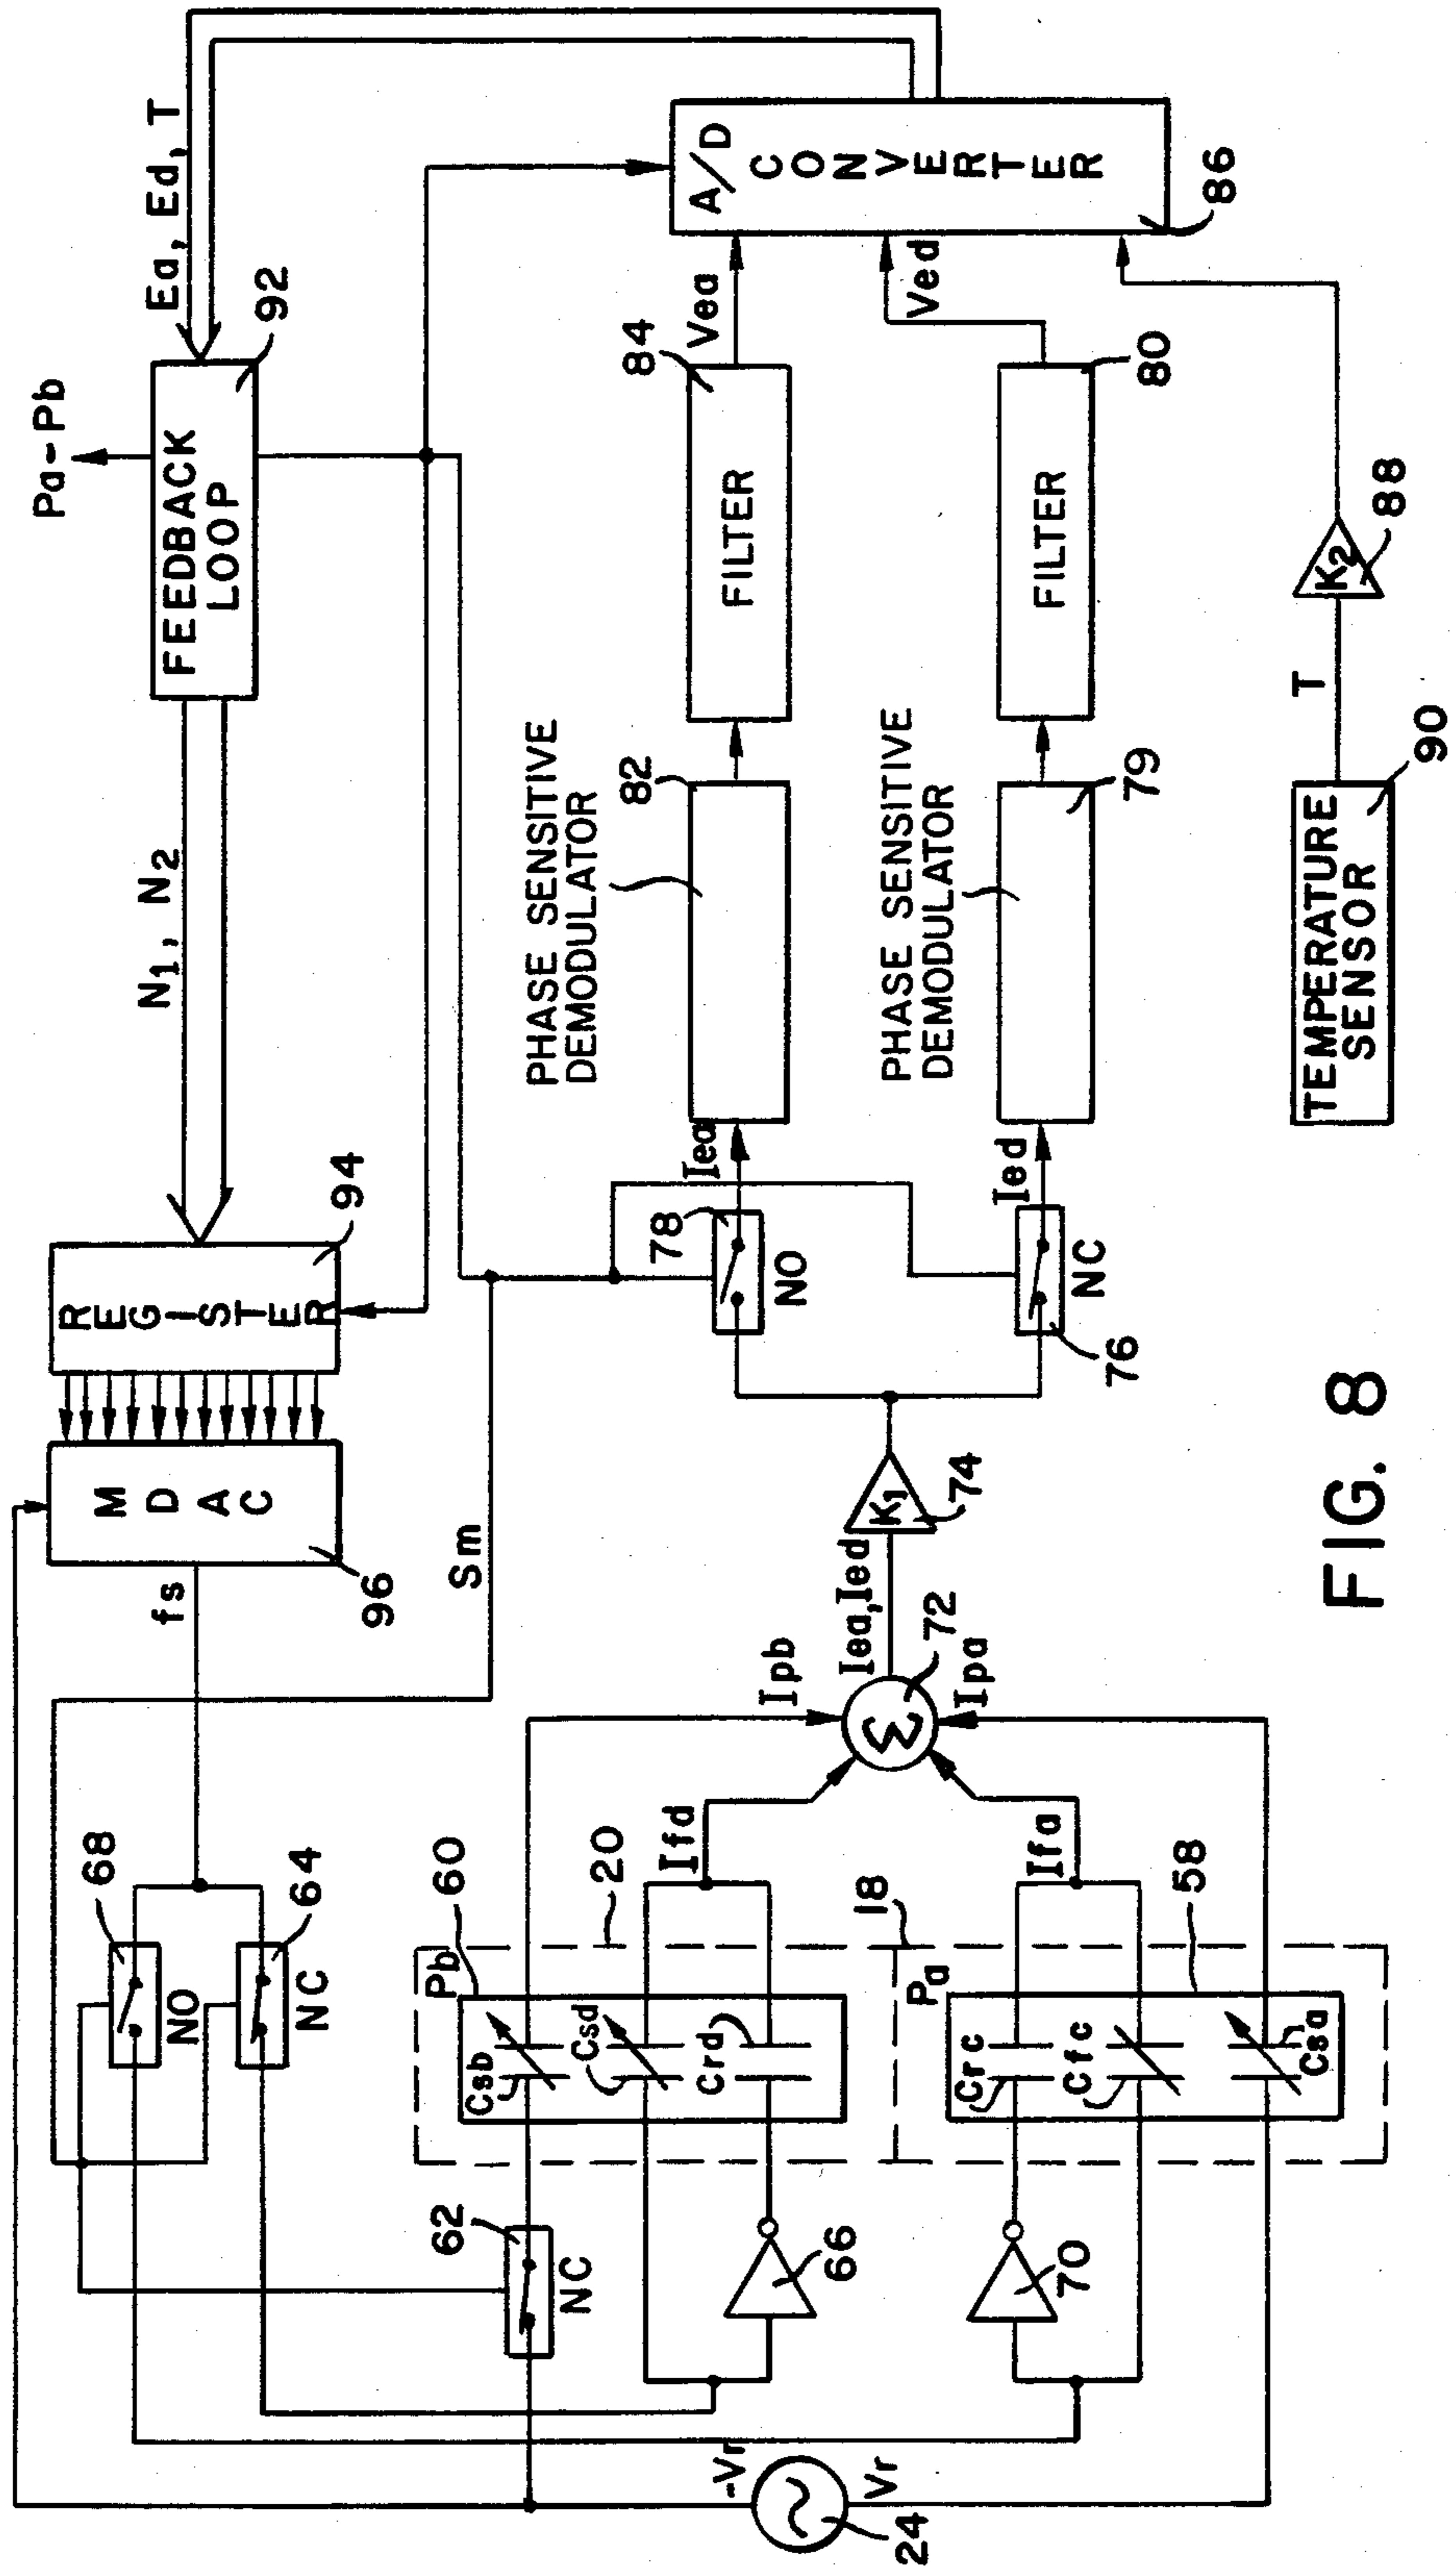 Pa-Pb
Ea, Ed, T
FEEDBACK
LOOP
92
N1, N2
REGISTER
94
MDAC
96
fs
Sm
68
NO
64
NC
62
NC
60
Pb
Csb
Csd
Crd
20
Ifd
Ipb
66
18
Pa
58
Crc
Cfc
Csa
Ifa
Ipa
70
-Vr
Vr
24
Σ
72
Iea, Ied
K1
74
78
NO
Iea
76
NC
Ied
PHASE SENSITIVE
DEMODULATOR
82
FILTER
84
Vea
PHASE SENSITIVE
DEMODULATOR
79
FILTER
80
Ved
A/D
CONVERTER
86
TEMPERATURE
SENSOR
90
T
K2
88
FIG. 8